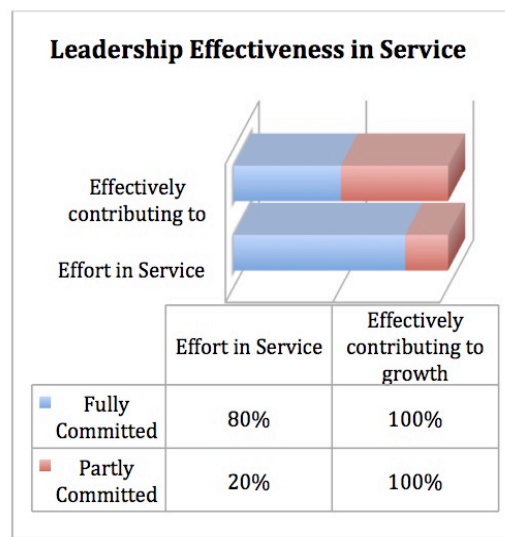 Leadership Effectiveness in Service
Effectively
contributing to
Effort in Service
Effort in Service
Effectively
contributing to
growth
Fully
Committed
80%
100%
Partly
Committed
20%
100%